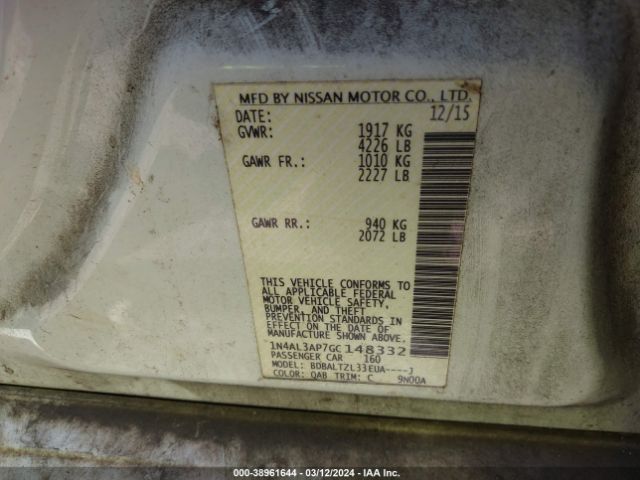 MFD BY NISSAN MOTOR CO., LTD.
DATE: 12/15
GVWR: 1917 KG
4226 LB
GAWR FR.: 1010 KG
2227 LB
GAWR RR.: 940 KG
2072 LB
THIS VEHICLE CONFORMS TO
ALL APPLICABLE FEDERAL
MOTOR VEHICLE SAFETY,
BUMPER, AND THEFT
PREVENTION STANDARDS IN
EFFECT ON THE DATE OF
MANUFACTURE SHOWN ABOVE.
1N4AL3AP7GC148332
PASSENGER CAR 160
MODEL: BDBALTZL33EUA----J
COLOR: QAB TRIM: C 9N00A
000-38961644 - 03/12/2024 - IAA Inc.